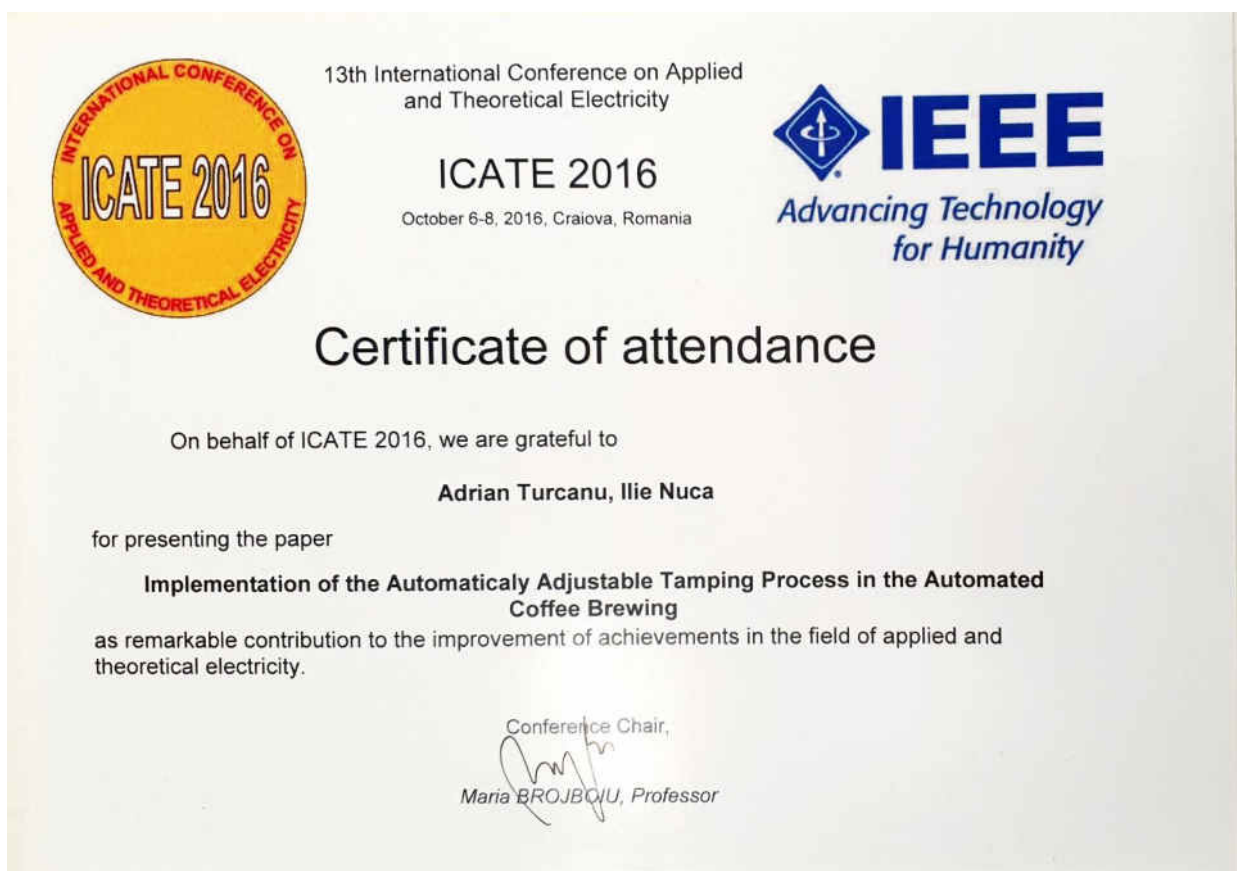 INTERNATIONAL CONFERENCE ON
ICATE 2016
APPLIED AND THEORETICAL ELECTRICITY
13th International Conference on Applied
and Theoretical Electricity
ICATE 2016
October 6-8, 2016, Craiova, Romania
IEEE
Advancing Technology
for Humanity
Certificate of attendance
On behalf of ICATE 2016, we are grateful to
Adrian Turcanu, Ilie Nuca
for presenting the paper
Implementation of the Automaticaly Adjustable Tamping Process in the Automated
Coffee Brewing
as remarkable contribution to the improvement of achievements in the field of applied and
theoretical electricity.
Conference Chair,
Maria BROJBOIU, Professor